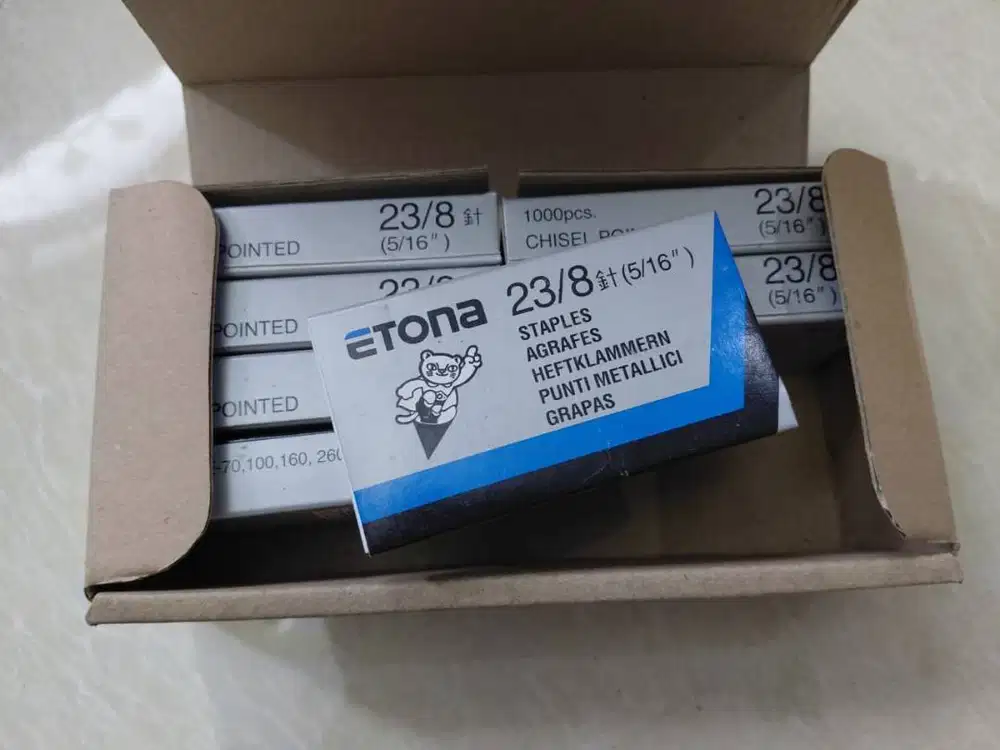 23/8 針
(5/16")
POINTED
1000pcs.
23/8
(5/16")
CHISEL
POINTED
23/8
(5/16")
POINTED
-70,100,160,
ETONA
23/8 針 (5/16")
STAPLES
AGRAFES
HEFTKLAMMERN
PUNTI METALLICI
GRAPAS